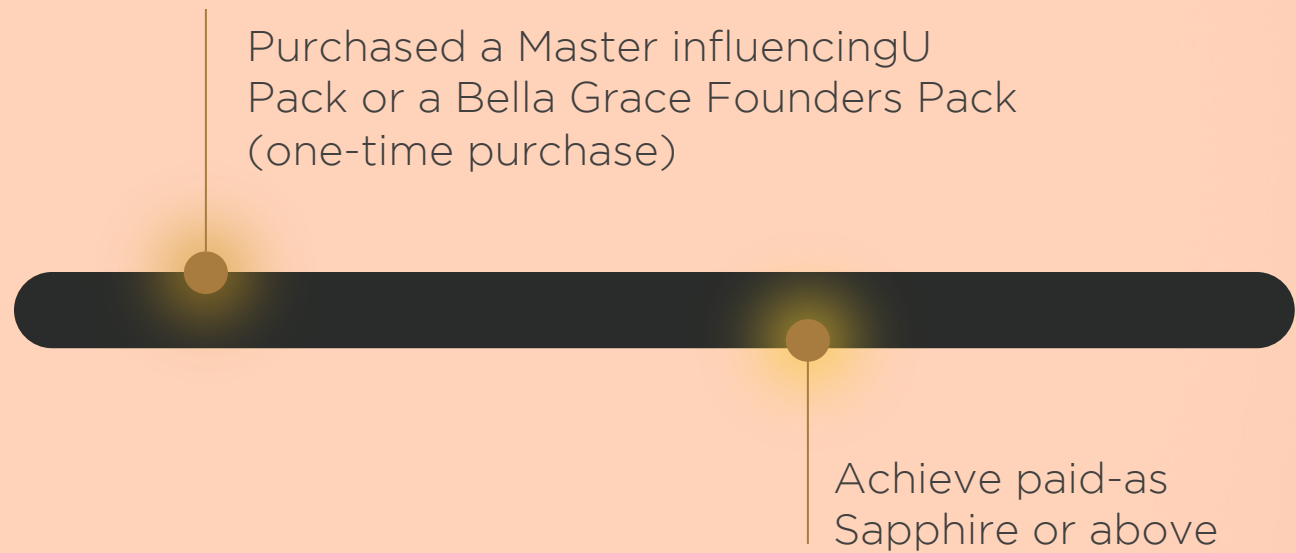 Purchased a Master influencingU
Pack or a Bella Grace Founders Pack
(one-time purchase)
Achieve paid-as
Sapphire or above